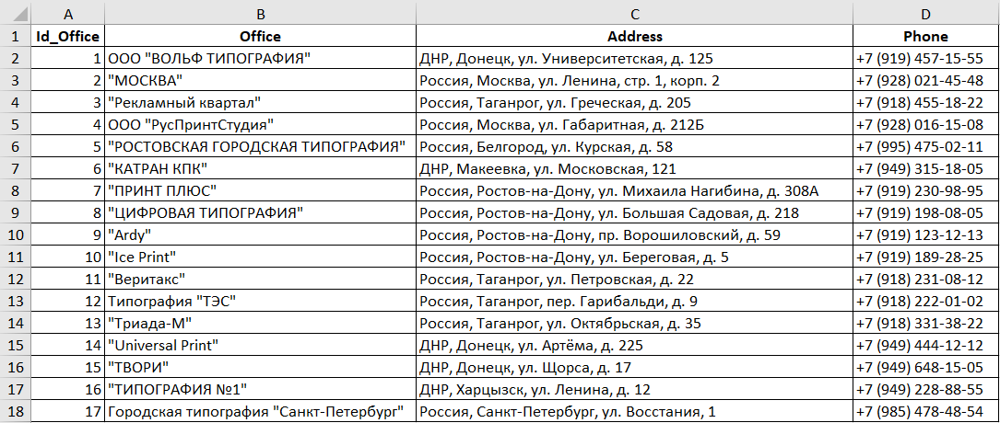 A B C D
1 Id_Office Office Address Phone
2 1 ООО "ВОЛЬФ ТИПОГРАФИЯ" ДНР, Донецк, ул. Университетская, д. 125 +7 (919) 457-15-55
3 2 "МОСКВА" Россия, Москва, ул. Ленина, стр. 1, корп. 2 +7 (928) 021-45-48
4 3 "Рекламный квартал" Россия, Таганрог, ул. Греческая, д. 205 +7 (918) 455-18-22
5 4 ООО "РусПринтСтудия" Россия, Москва, ул. Габаритная, д. 212Б +7 (928) 016-15-08
6 5 "РОСТОВСКАЯ ГОРОДСКАЯ ТИПОГРАФИЯ" Россия, Белгород, ул. Курская, д. 58 +7 (995) 475-02-11
7 6 "КАТРАН КПК" ДНР, Макеевка, ул. Московская, 121 +7 (949) 315-18-05
8 7 "ПРИНТ ПЛЮС" Россия, Ростов-на-Дону, ул. Михаила Нагибина, д. 308А +7 (919) 230-98-95
9 8 "ЦИФРОВАЯ ТИПОГРАФИЯ" Россия, Ростов-на-Дону, ул. Большая Садовая, д. 218 +7 (919) 198-08-05
10 9 "Ardy" Россия, Ростов-на-Дону, пр. Ворошиловский, д. 59 +7 (919) 123-12-13
11 10 "Ice Print" Россия, Ростов-на-Дону, ул. Береговая, д. 5 +7 (919) 189-28-25
12 11 "Веритакс" Россия, Таганрог, ул. Петровская, д. 22 +7 (918) 231-08-12
13 12 Типография "ТЭС" Россия, Таганрог, пер. Гарибальди, д. 9 +7 (918) 222-01-02
14 13 "Триада-М" Россия, Таганрог, ул. Октябрьская, д. 35 +7 (918) 331-38-22
15 14 "Universal Print" ДНР, Донецк, ул. Артёма, д. 225 +7 (949) 444-12-12
16 15 "ТВОРИ" ДНР, Донецк, ул. Щорса, д. 17 +7 (949) 648-15-05
17 16 "ТИПОГРАФИЯ №1" ДНР, Харцызск, ул. Ленина, д. 12 +7 (949) 228-88-55
18 17 Городская типография "Санкт-Петербург" Россия, Санкт-Петербург, ул. Восстания, 1 +7 (985) 478-48-54